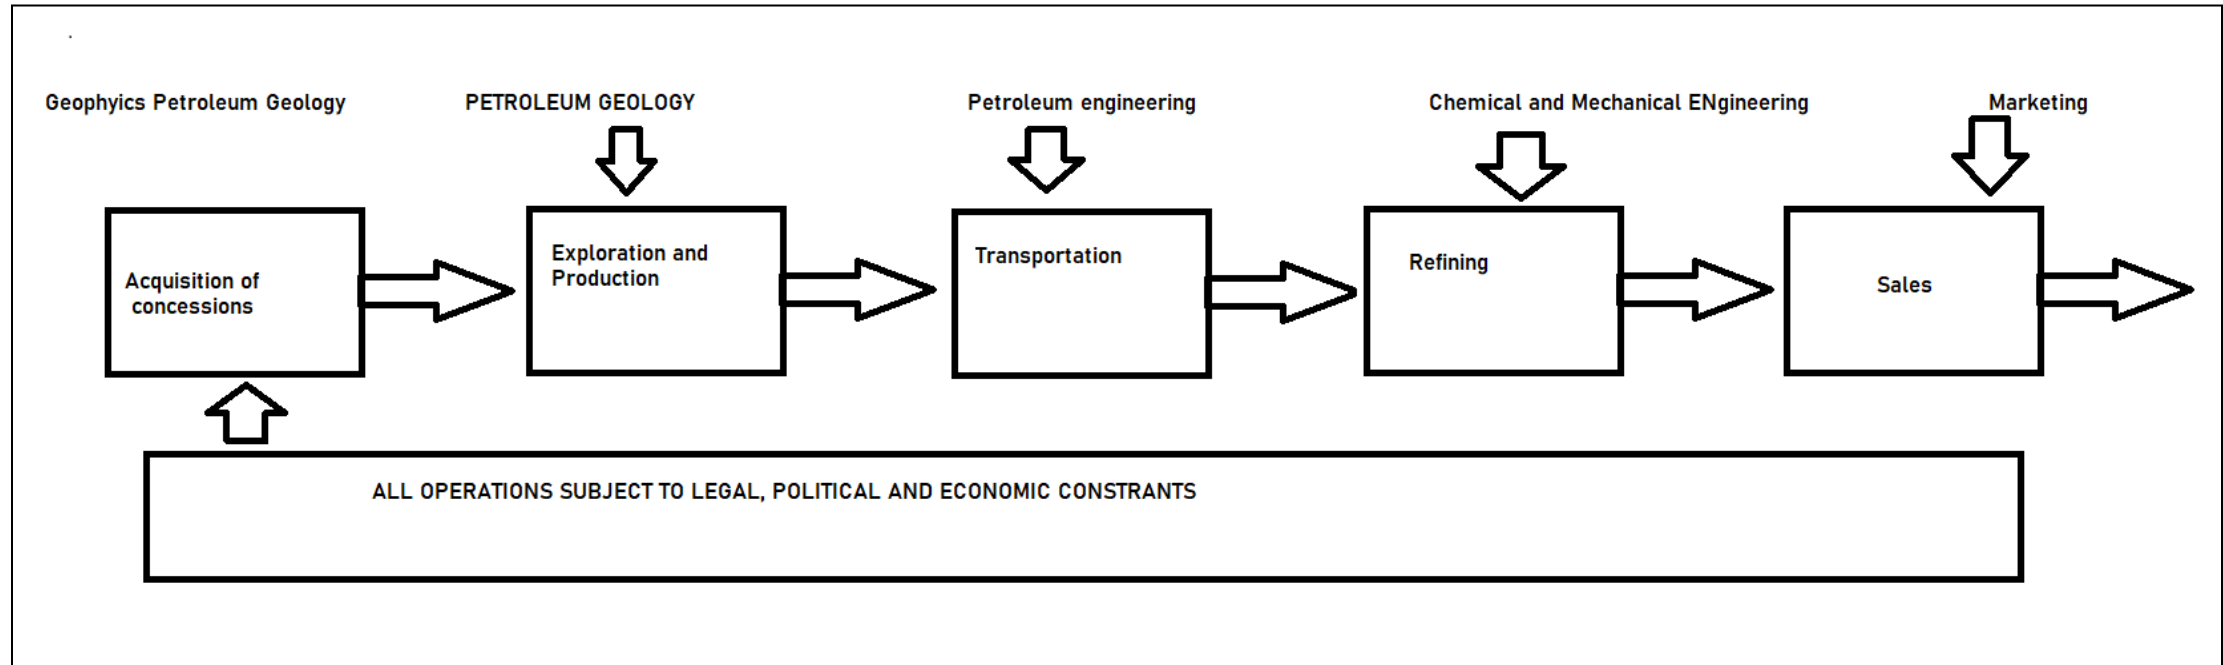 Geophyics Petroleum Geology
PETROLEUM GEOLOGY
Petroleum engineering
Chemical and Mechanical ENgineering
Marketing
Acquisition of
concessions
Exploration and
Production
Transportation
Refining
Sales
ALL OPERATIONS SUBJECT TO LEGAL, POLITICAL AND ECONOMIC CONSTRANTS